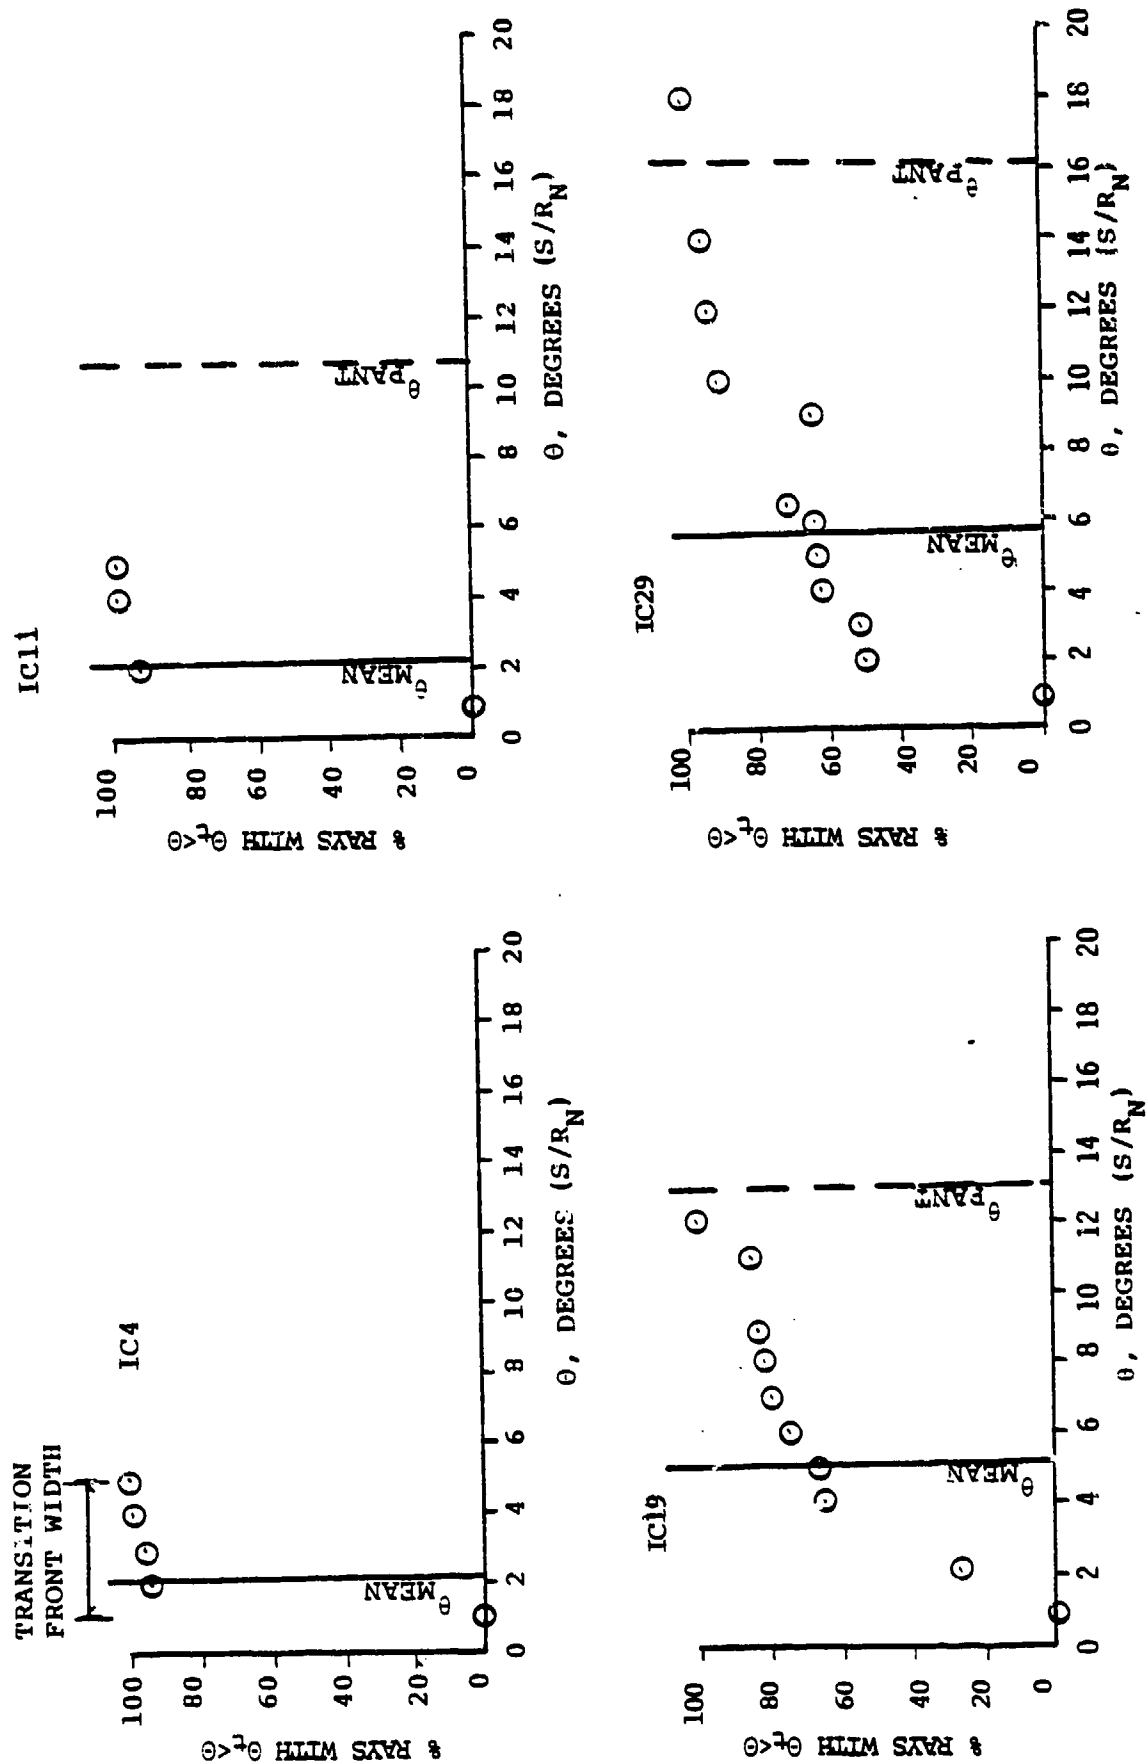 TRANSITION
FRONT WIDTH
IC4
100
80
60
40
20
0
% RAYS WITH θt<θ
θMEAN
0 2 4 6 8 10 12 14 16 18 20
θ, DEGREES (S/RN)
IC11
100
80
60
40
20
0
% RAYS WITH θt<θ
θMEAN
θPANT
0 2 4 6 8 10 12 14 16 18 20
θ, DEGREES (S/RN)
IC19
100
80
60
40
20
0
% RAYS WITH θt<θ
θMEAN
θPANT
0 2 4 6 8 10 12 14 16 18 20
θ, DEGREES (S/RN)
IC29
100
80
60
40
20
0
% RAYS WITH θt<θ
θMEAN
θPANT
0 2 4 6 8 10 12 14 16 18 20
θ, DEGREES (S/RN)